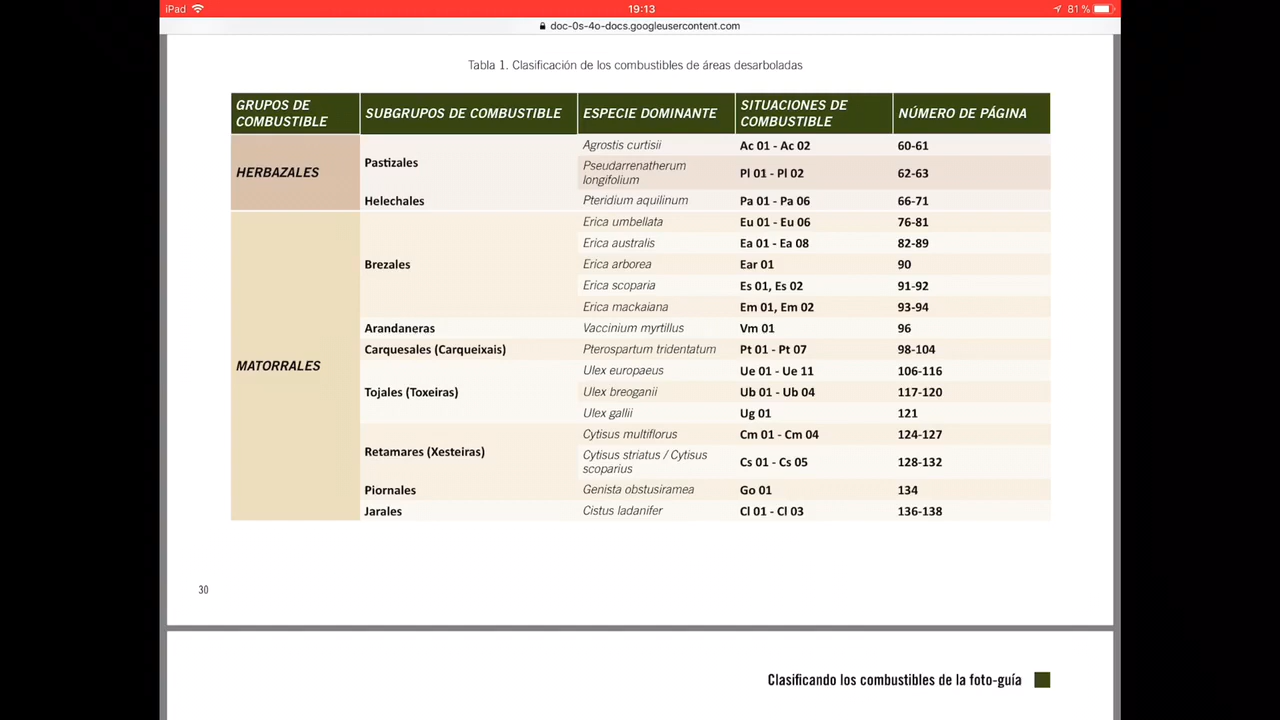 iPad 19:13 81 %
doc-0s-4o-docs.googleusercontent.com
Tabla 1. Clasificación de los combustibles de áreas desarboladas
GRUPOS DE COMBUSTIBLE SUBGRUPOS DE COMBUSTIBLE ESPECIE DOMINANTE SITUACIONES DE COMBUSTIBLE NÚMERO DE PÁGINA
HERBAZALES Pastizales Agrostis curtisii Ac 01 - Ac 02 60-61
Pseudarrenatherum longifolium Pl 01 - Pl 02 62-63
Helechales Pteridium aquilinum Pa 01 - Pa 06 66-71
MATORRALES Brezales Erica umbellata Eu 01 - Eu 06 76-81
Erica australis Ea 01 - Ea 08 82-89
Erica arborea Ear 01 90
Erica scoparia Es 01, Es 02 91-92
Erica mackaiana Em 01, Em 02 93-94
Arandaneras Vaccinium myrtillus Vm 01 96
Carquesales (Carqueixais) Pterospartum tridentatum Pt 01 - Pt 07 98-104
Tojales (Toxeiras) Ulex europaeus Ue 01 - Ue 11 106-116
Ulex breoganii Ub 01 - Ub 04 117-120
Ulex gallii Ug 01 121
Retamares (Xesteiras) Cytisus multiflorus Cm 01 - Cm 04 124-127
Cytisus striatus / Cytisus scoparius Cs 01 - Cs 05 128-132
Piornales Genista obstusiramea Go 01 134
Jarales Cistus ladanifer Cl 01 - Cl 03 136-138
30
Clasificando los combustibles de la foto-guía